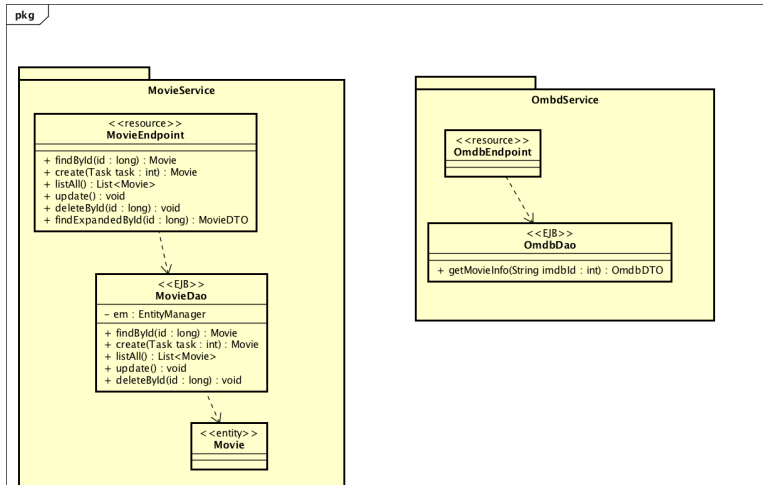 pkg
MovieService
<<resource>>
MovieEndpoint
+ findById(id : long) : Movie
+ create(Task task : int) : Movie
+ listAll() : List<Movie>
+ update() : void
+ deleteById(id : long) : void
+ findExpandedById(id : long) : MovieDTO
<<EJB>>
MovieDao
- em : EntityManager
+ findById(id : long) : Movie
+ create(Task task : int) : Movie
+ listAll() : List<Movie>
+ update() : void
+ deleteById(id : long) : void
<<entity>>
Movie
OmbdService
<<resource>>
OmdbEndpoint
<<EJB>>
OmdbDao
+ getMovieInfo(String imdbId : int) : OmdbDTO